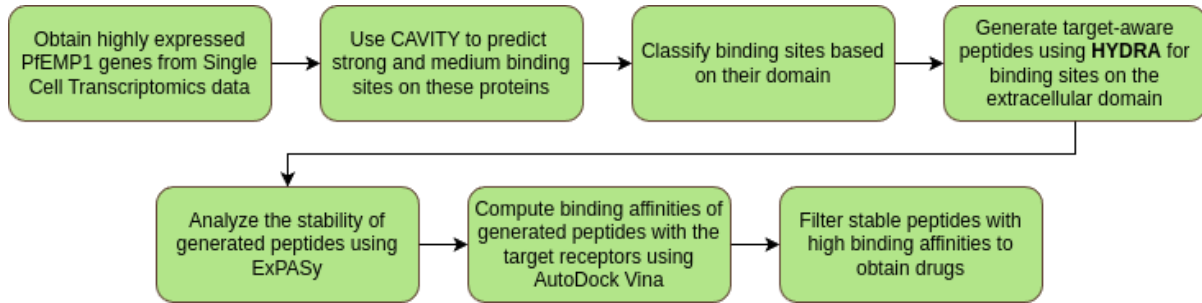 Obtain highly expressed
PfEMP1 genes from Single
Cell Transcriptomics data
Use CAVITY to predict
strong and medium binding
sites on these proteins
Classify binding sites based
on their domain
Generate target-aware
peptides using HYDRA for
binding sites on the
extracellular domain
Analyze the stability of
generated peptides using
ExPASy
Compute binding affinities of
generated peptides with the
target receptors using
AutoDock Vina
Filter stable peptides with
high binding affinities to
obtain drugs